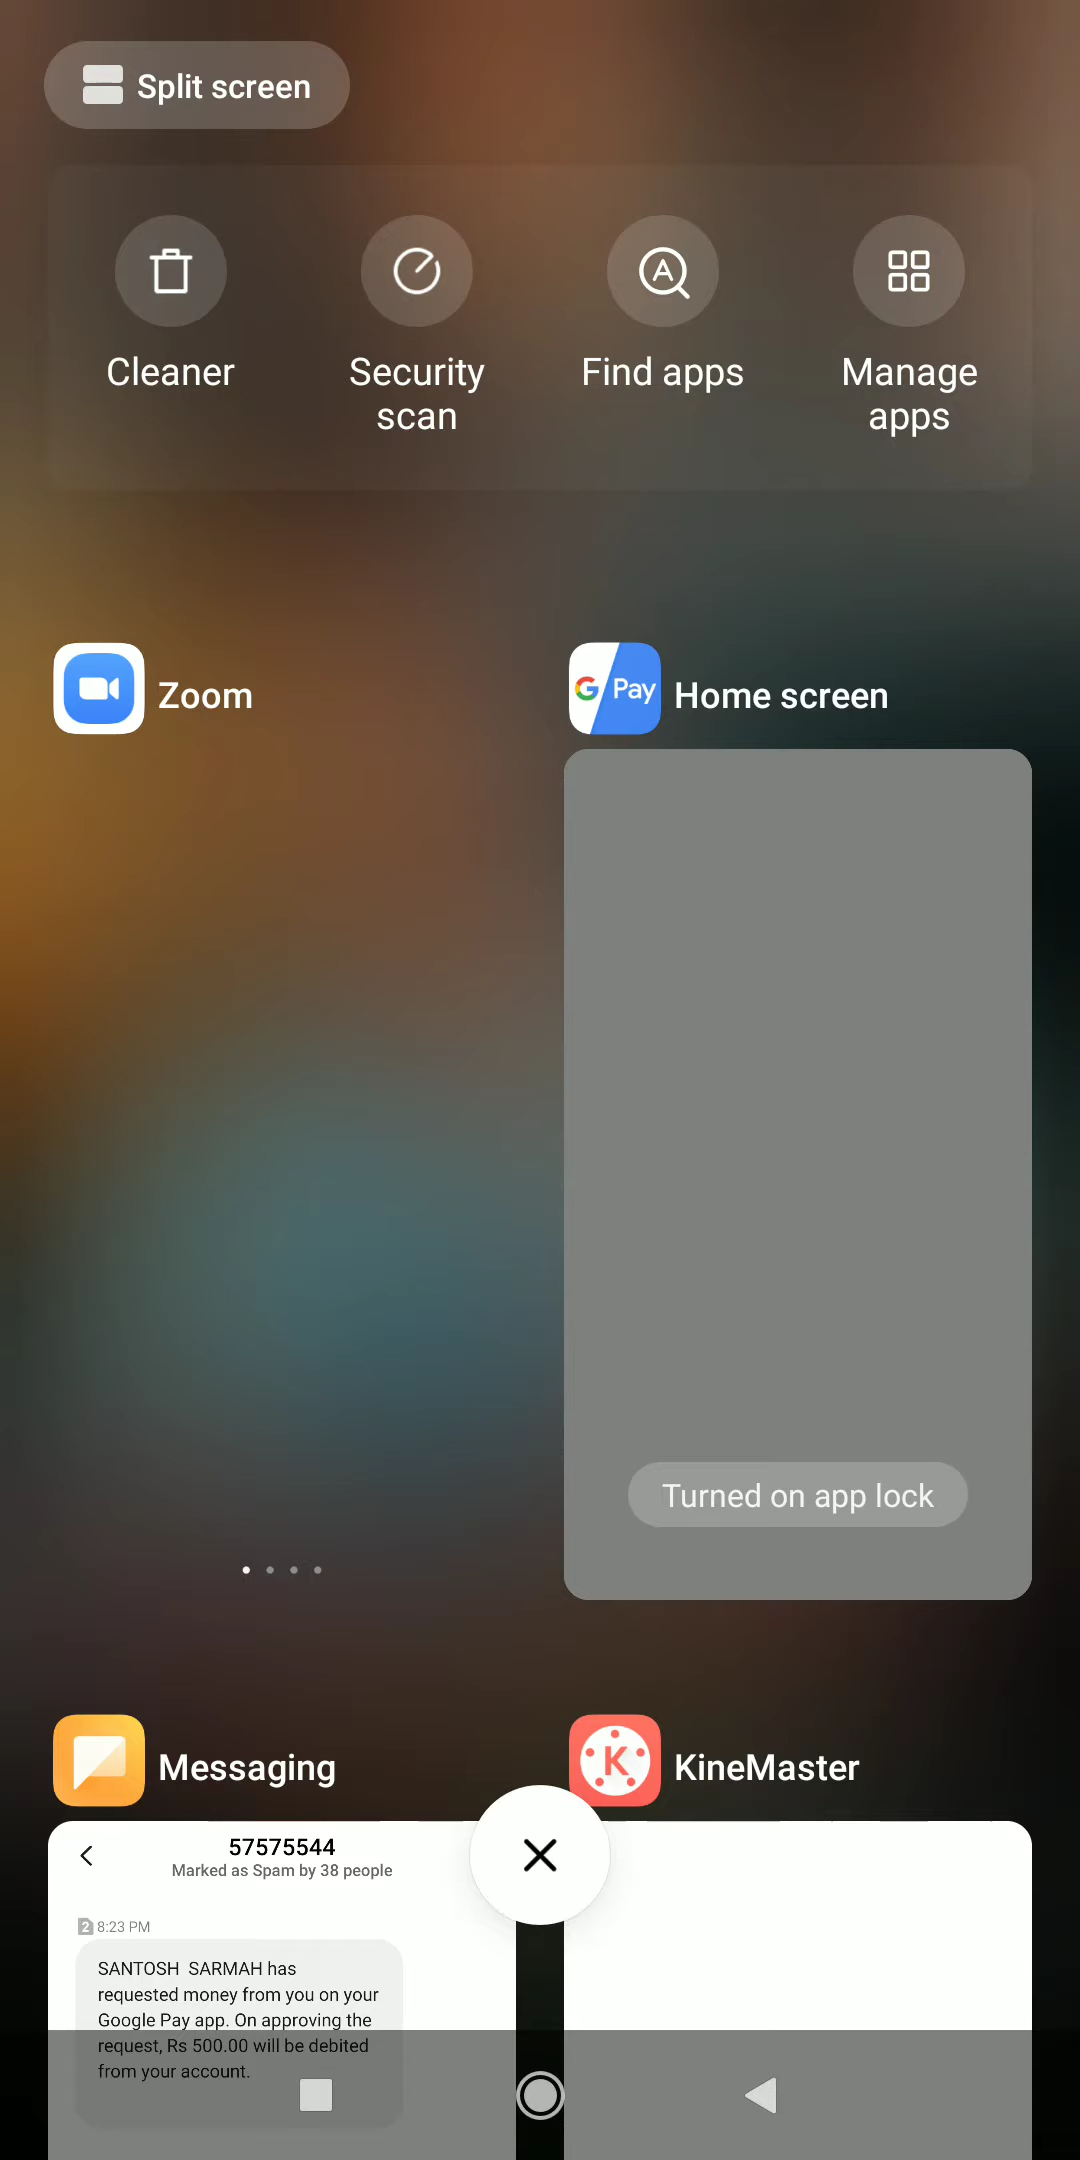 Split screen
Cleaner
Security
scan
Find apps
Manage
apps
Zoom
G Pay
Home screen
Turned on app lock
Messaging
K
KineMaster
57575544
Marked as Spam by 38 people
2 8:23 PM
SANTOSH SARMAH has
requested money from you on your
Google Pay app. On approving the
request, Rs 500.00 will be debited
from your account.